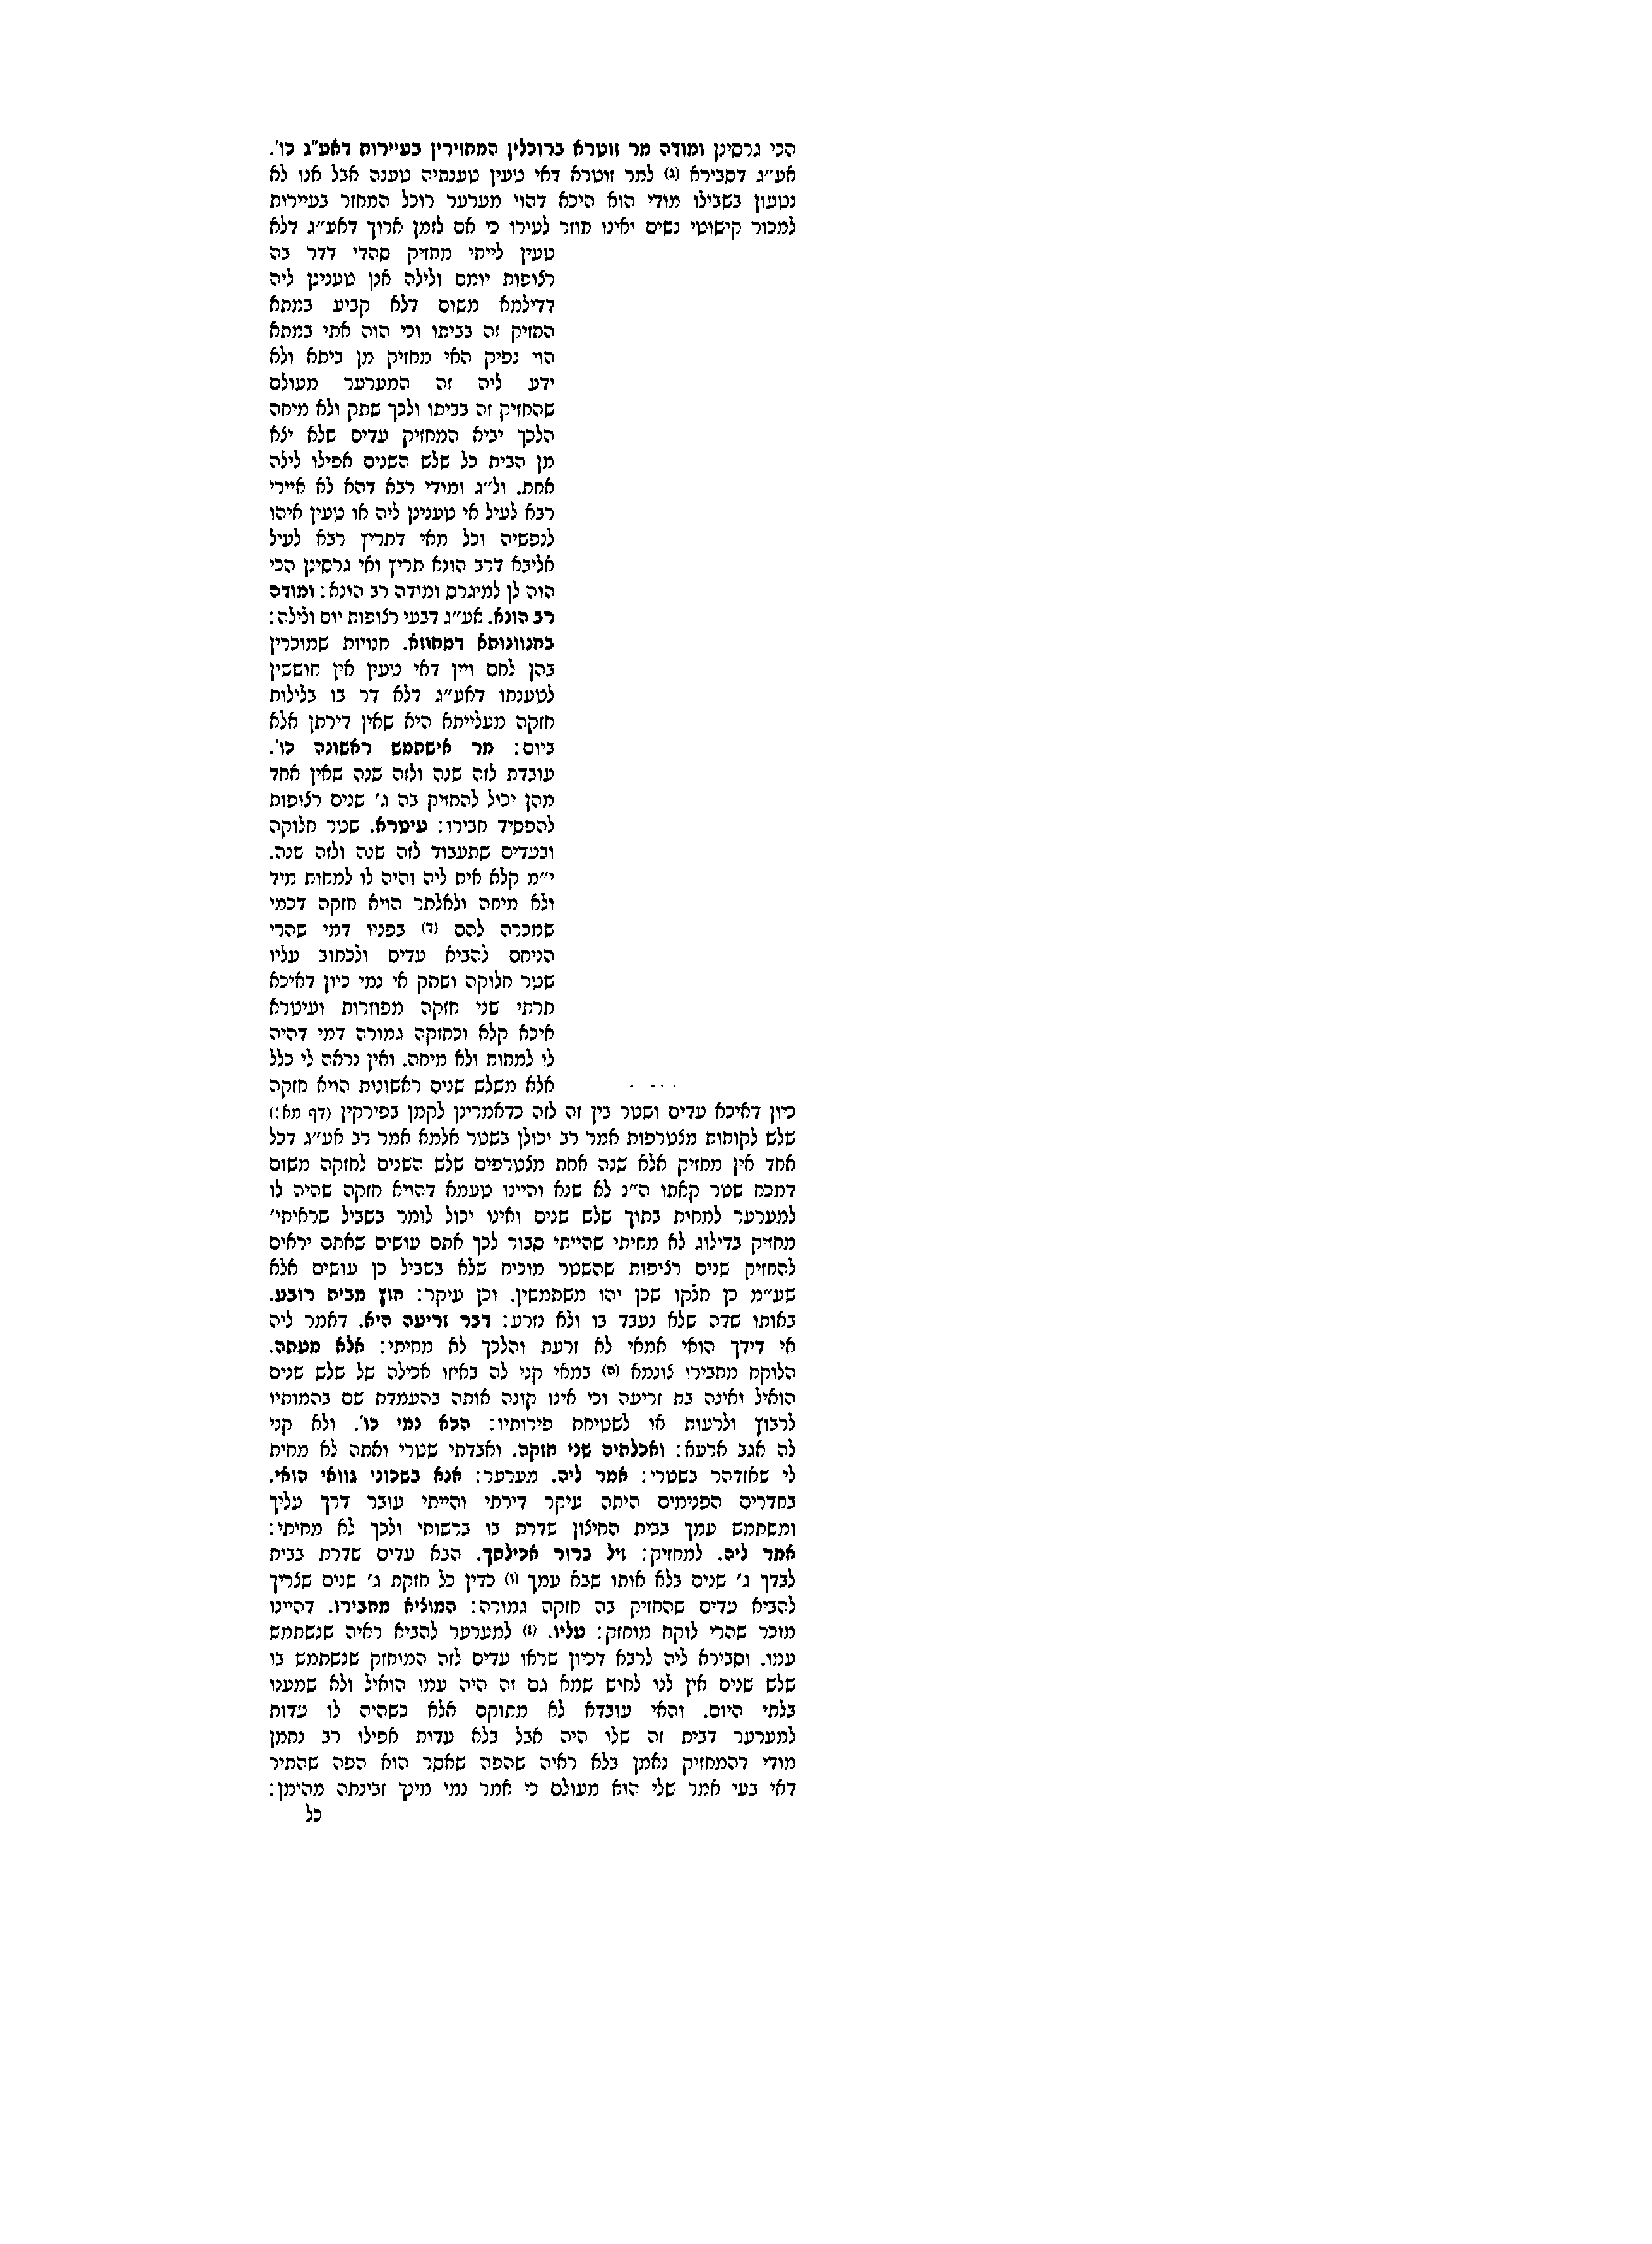 הכי גרסינן ומודה מר זוטרא ברוכלין המחזירין בעיירות דאע"ג כו'.
אע"ג דסבירא (ג) למר זוטרא דאי טעין טענתיה טענה אבל אנו לא
נטעון בשבילו מודי הוא היכא דהוי מערער רוכל המחזר בעיירות
למכור קישוטי נשים ואינו חוזר לעירו כי אם לזמן ארוך דאע"ג דלא
טעין לייתי מחזיק סהדי דדר בה
רצופות יומם ולילה אנן טענינן ליה
דדילמא משום דלא קביע במתא
החזיק זה בביתו וכי הוה אתי במתא
הוי נפיק האי מחזיק מן ביתא ולא
ידע ליה זה המערער מעולם
שהחזיק זה בביתו ולכך שתק ולא מיחה
הלכך יביא המחזיק עדים שלא יצא
מן הבית כל שלש השנים אפילו לילה
אחת. ול"ג ומודי רבא דהא לא איירי
רבא לעיל אי טענינן ליה או טעין איהו
לנפשיה וכל מאי דתריץ רבא לעיל
אליבא דרב הונא תריץ ואי גרסינן הכי
הוה לן למיגרס ומודה רב הונא: ומודה
רב הונא. אע"ג דבעי רצופות יום ולילה:
בחנוונותא דמחוזא. חנויות שמוכרין
בהן לחם ויין דאי טעין אין חוששין
לטענתו דאע"ג דלא דר בו בלילות
חזקה מעלייתא היא שאין דירתן אלא
ביום: מר אישתמש ראשונה כו'.
עובדת לזה שנה ולזה שנה שאין אחד
מהן יכול להחזיק בה ג' שנים רצופות
להפסיד חבירו: עיטרא. שטר חלוקה
ובעדים שתעבוד לזה שנה ולזה שנה.
י"מ קלא אית ליה והיה לו למחות מיד
ולא מיחה ולאלתר הויא חזקה דכמי
שמכרה להם (ד) בפניו דמי שהרי
הניחם להביא עדים ולכתוב עליו
שטר חלוקה ושתק אי נמי כיון דאיכא
תרתי שני חזקה מפוזרות ועיטרא
איכא קלא וכחזקה גמורה דמי דהיה
לו למחות ולא מיחה. ואין נראה לי כלל
אלא משלש שנים ראשונות הויא חזקה
כיון דאיכא עדים ושטר בין זה לזה כדאמרינן לקמן בפירקין (דף מא:)
שלש לקוחות מצטרפות אמר רב וכולן בשטר אלמא אמר רב אע"ג דכל
אחד אין מחזיק אלא שנה אחת מצטרפים שלש השנים לחזקה משום
דמכח שטר קאתו ה"נ לא שנא והיינו טעמא דהויא חזקה שהיה לו
למערער למחות בתוך שלש שנים ואינו יכול לומר בשביל שראיתי'
מחזיק בדילוג לא מחיתי שהייתי סבור לכך אתם עושים שאתם יראים
להחזיק שנים רצופות שהשטר מוכיח שלא בשביל כן עושים אלא
שע"מ כן חלקו שכן יהו משתמשין. וכן עיקר: חוץ מבית רובע.
באותו שדה שלא נעבד בו ולא נזרע: דבר זריעה היא. דאמר ליה
אי דידך הואי אמאי לא זרעת והלכך לא מחיתי: אלא מעתה.
הלוקח מחבירו צונמא (ה) במאי קני לה באיזו אכילה של שלש שנים
הואיל ואינה בת זריעה וכי אינו קונה אותה בהעמדת שם בהמותיו
לרבוץ ולרעות או לשטיחת פירותיו: הכא נמי כו'. ולא קני
לה אגב ארעא: ואכלתיה שני חזקה. ואבדתי שטרי ואתה לא מחית
לי שאזדהר בשטרי: אמר ליה. מערער: אנא בשכוני גוואי הואי.
בחדרים הפנימים היתה עיקר דירתי והייתי עובר דרך עליך
ומשתמש עמך בבית החיצון שדרת בו ברשותי ולכך לא מחיתי:
אמר ליה. למחזיק: זיל ברור אכילתך. הבא עדים שדרת בבית
לבדך ג' שנים בלא אותו שבא עמך (ו) כדין כל חזקת ג' שנים שצריך
להביא עדים שהחזיק בה חזקה גמורה: המוציא מחבירו. דהיינו
מוכר שהרי לוקח מוחזק: עליו. (ז) למערער להביא ראיה שנשתמש
עמו. וסבירא ליה לרבא דכיון שראו עדים לזה המוחזק שנשתמש בו
שלש שנים אין לנו לחוש שמא גם זה היה עמו הואיל ולא שמענו
בלתי היום. והאי עובדא לא מתוקם אלא כשהיה לו עדות
למערער דבית זה שלו היה אבל בלא עדות אפילו רב נחמן
מודי דהמחזיק נאמן בלא ראיה שהפה שאסר הוא הפה שהתיר
דאי בעי אמר שלי הוא מעולם כי אמר נמי מינך זבינתה מהימן:
כל